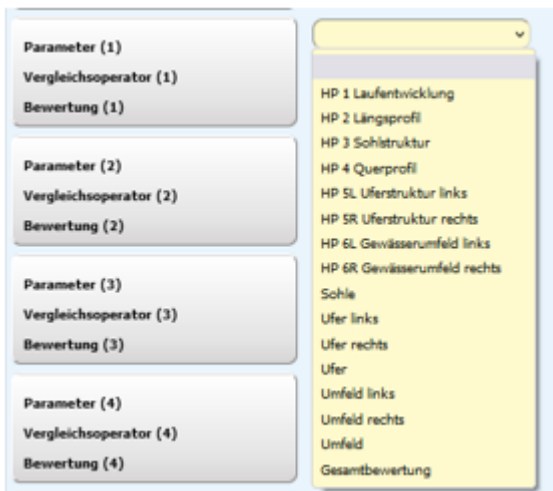 Parameter (1)
Vergleichsoperator (1)
Bewertung (1)
Parameter (2)
Vergleichsoperator (2)
Bewertung (2)
Parameter (3)
Vergleichsoperator (3)
Bewertung (3)
Parameter (4)
Vergleichsoperator (4)
Bewertung (4)
HP 1 Laufentwicklung
HP 2 Längsprofil
HP 3 Sohlstruktur
HP 4 Querprofil
HP 5L Uferstruktur links
HP 5R Uferstruktur rechts
HP 6L Gewässerumfeld links
HP 6R Gewässerumfeld rechts
Sohle
Ufer links
Ufer rechts
Ufer
Umfeld links
Umfeld rechts
Umfeld
Gesamtbewertung